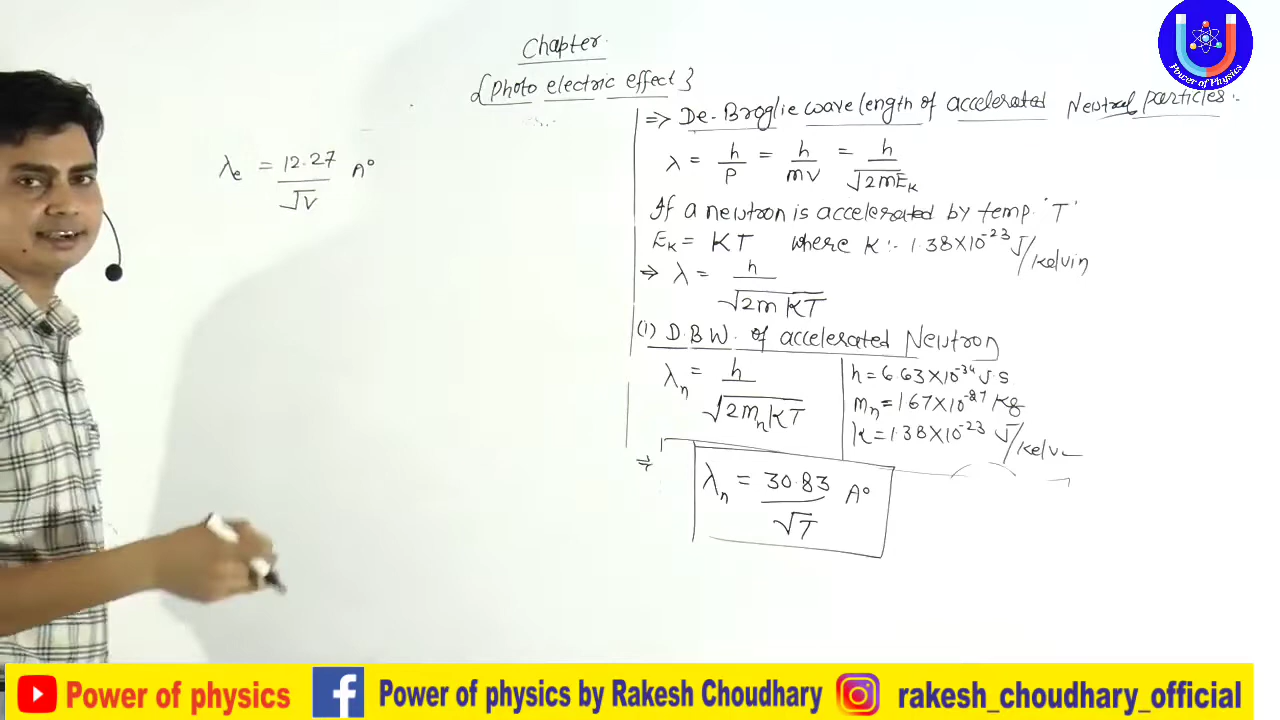 Chapter.
{Photo electric effect}
λe = 12.27 / √V A°
⇒ De-Broglie wavelength of accelerated Neutral particles:-
λ = h/P = h/mv = h/√2mEk
If a neutron is accelerated by temp. 'T'
Ek = KT where K :- 1.38×10^-23 J/Kelvin
⇒ λ = h/√2m KT
(i) D.B.W. of accelerated Neutron
λn = h/√2mnKT
h = 6.63×10^-34 J.S
mn = 1.67×10^-27 Kg
K = 1.38×10^-23 J/Kelv
⇒ λn = 30.83/√T A°
Power of Physics
Power of physics
Power of physics by Rakesh Choudhary
rakesh_choudhary_official